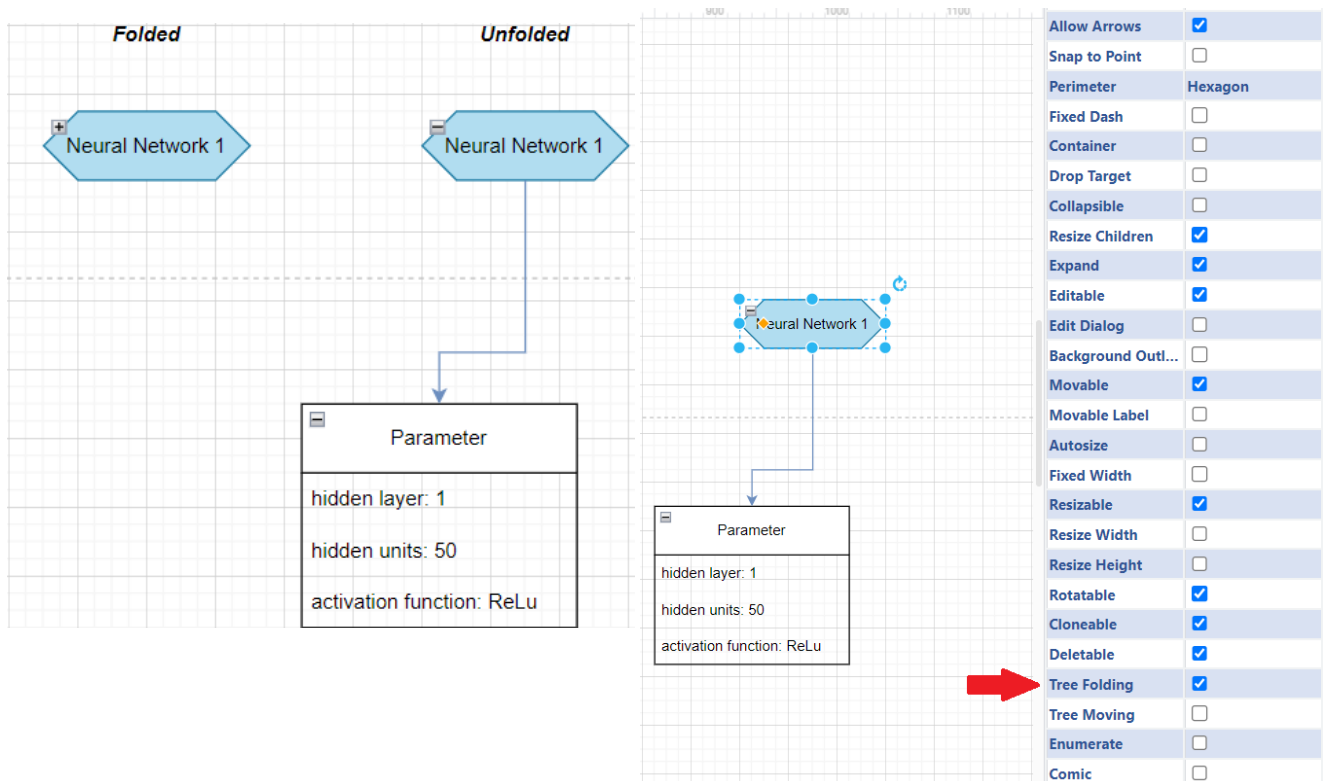 Folded
Unfolded
Neural Network 1
Neural Network 1
Parameter
hidden layer: 1
hidden units: 50
activation function: ReLu
900
1000
1100
Neural Network 1
Parameter
hidden layer: 1
hidden units: 50
activation function: ReLu
Allow Arrows
Snap to Point
Perimeter Hexagon
Fixed Dash
Container
Drop Target
Collapsible
Resize Children
Expand
Editable
Edit Dialog
Background Outl...
Movable
Movable Label
Autosize
Fixed Width
Resizable
Resize Width
Resize Height
Rotatable
Cloneable
Deletable
Tree Folding
Tree Moving
Enumerate
Comic